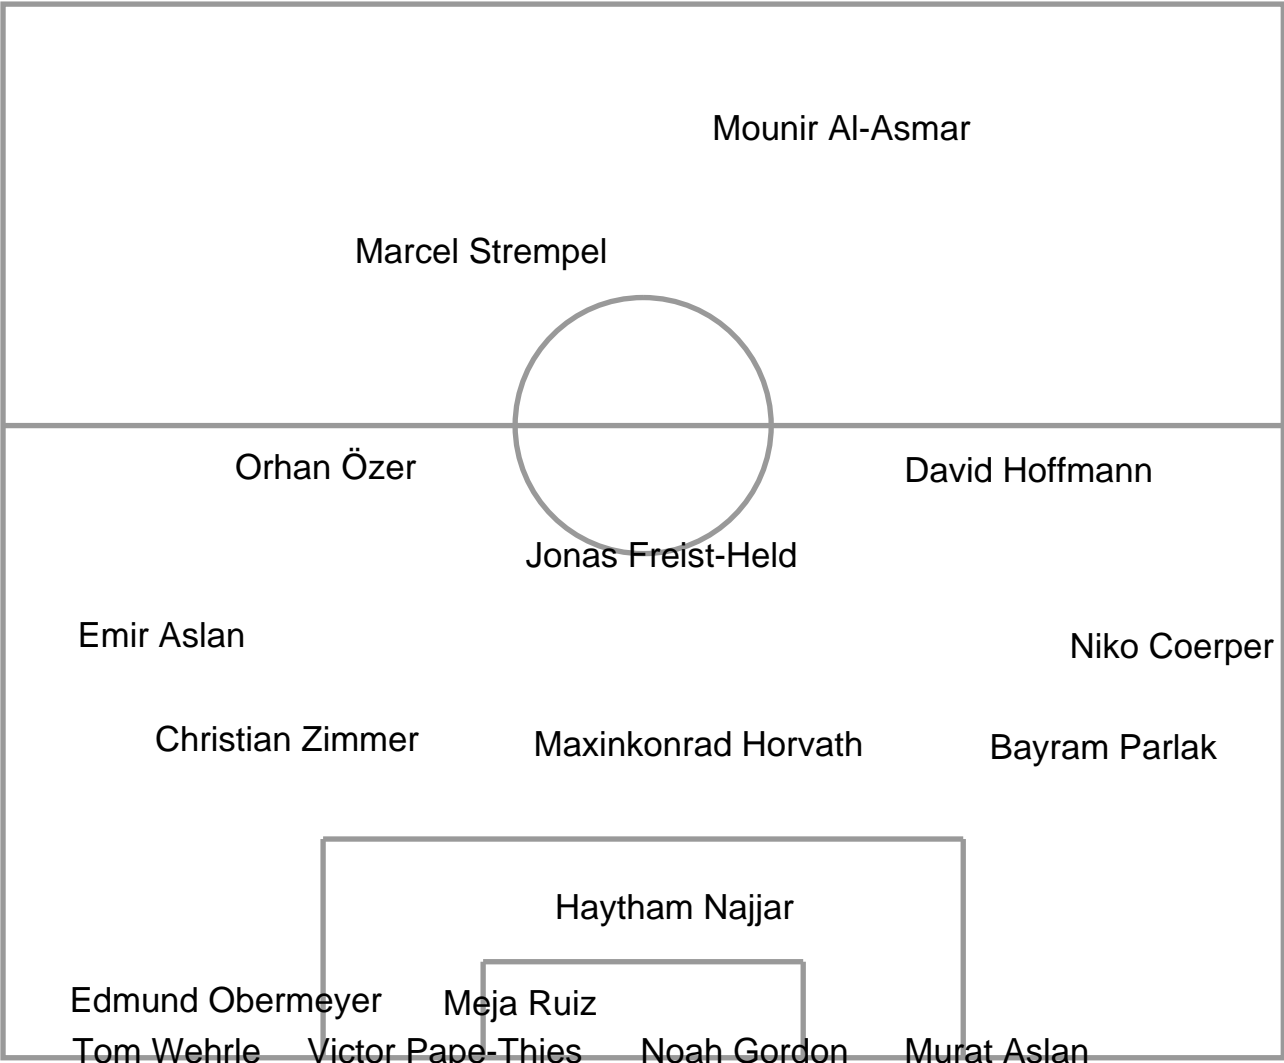 Mounir Al-Asmar
Marcel Strempel
Orhan Özer
David Hoffmann
Jonas Freist-Held
Emir Aslan
Niko Coerper
Christian Zimmer
Maxinkonrad Horvath
Bayram Parlak
Haytham Najjar
Edmund Obermeyer
Meja Ruiz
Tom Wehrle
Victor Pape-Thies
Noah Gordon
Murat Aslan